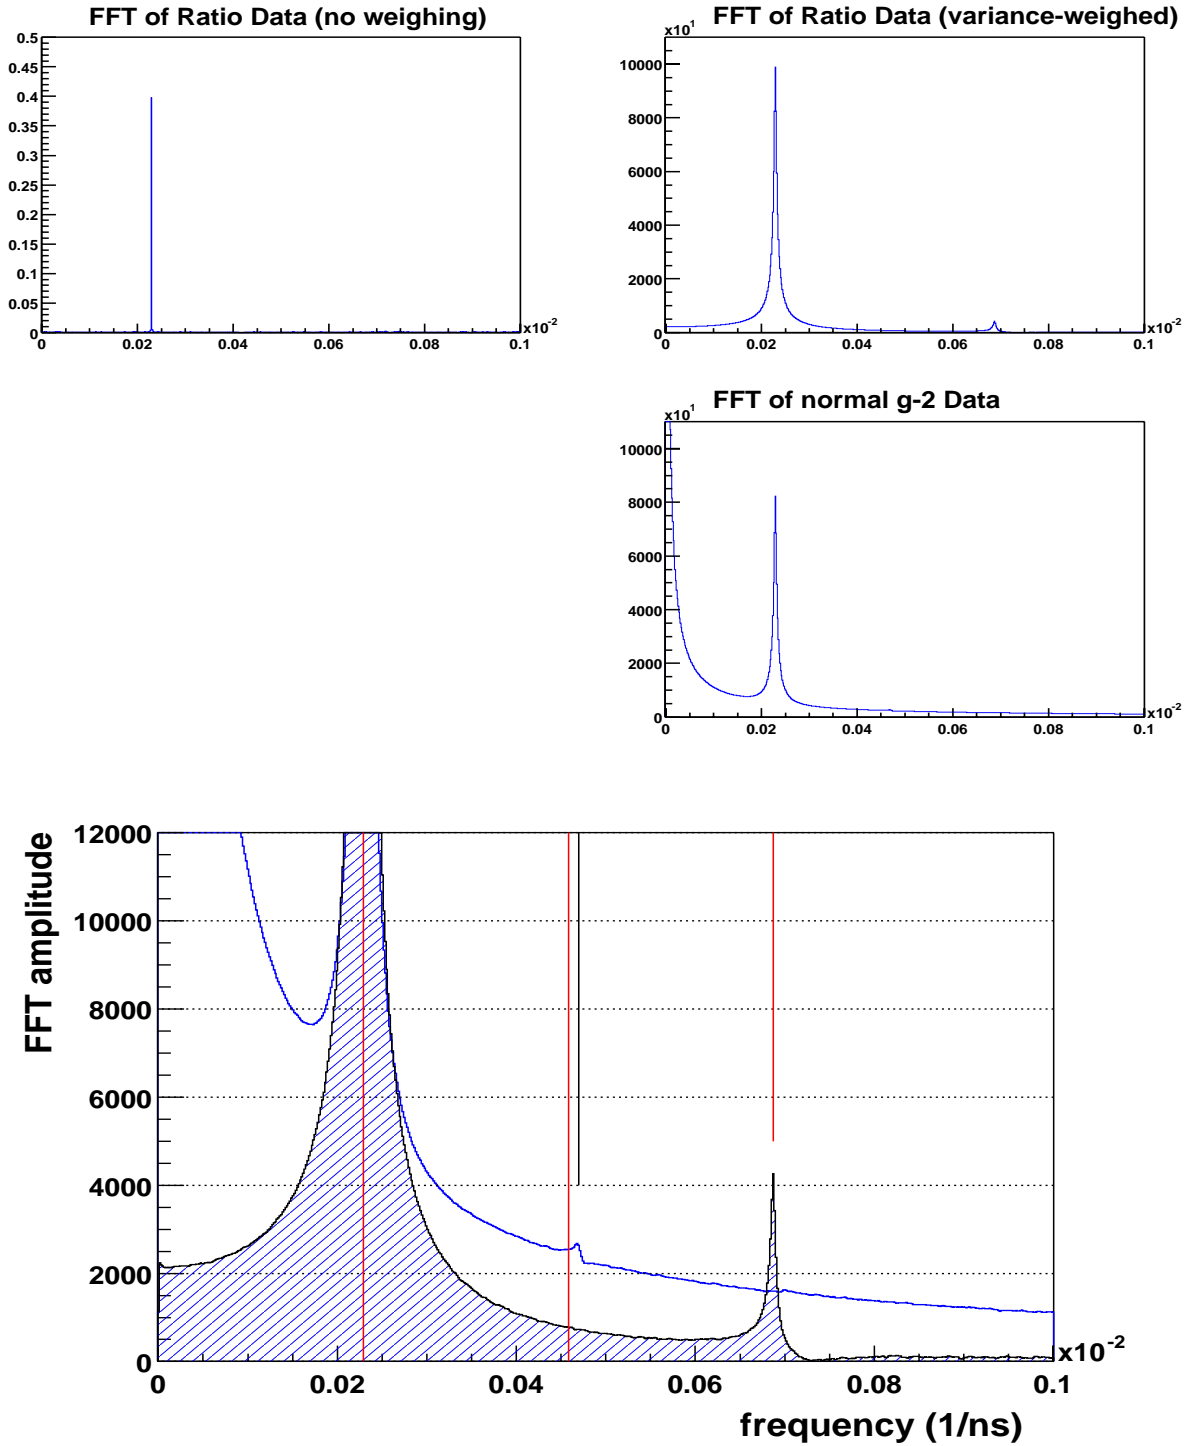 FFT of Ratio Data (no weighing)
0.5
0.45
0.4
0.35
0.3
0.25
0.2
0.15
0.1
0.05
0
0 0.02 0.04 0.06 0.08 0.1
x10-2
FFT of Ratio Data (variance-weighed)
x101
10000
8000
6000
4000
2000
0
0 0.02 0.04 0.06 0.08 0.1
x10-2
FFT of normal g-2 Data
x101
10000
8000
6000
4000
2000
0
0 0.02 0.04 0.06 0.08 0.1
x10-2
FFT amplitude
12000
10000
8000
6000
4000
2000
0
0 0.02 0.04 0.06 0.08 0.1
x10-2
frequency (1/ns)